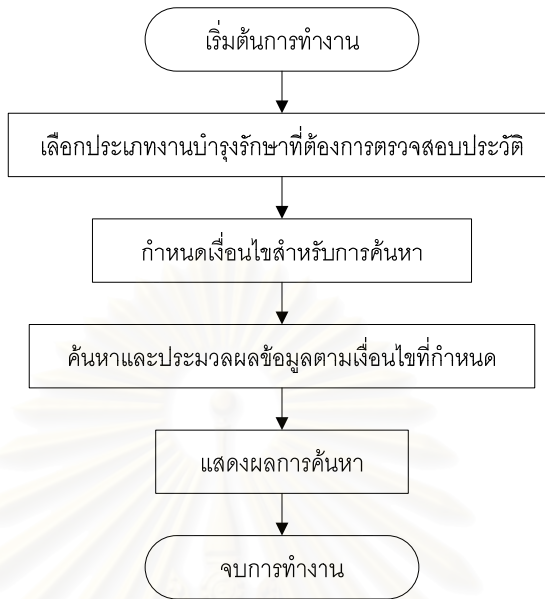 เริ่มต้นการทำงาน
เลือกประเภทงานบำรุงรักษาที่ต้องการตรวจสอบประวัติ
กำหนดเงื่อนไขสำหรับการค้นหา
ค้นหาและประมวลผลข้อมูลตามเงื่อนไขที่กำหนด
แสดงผลการค้นหา
จบการทำงาน